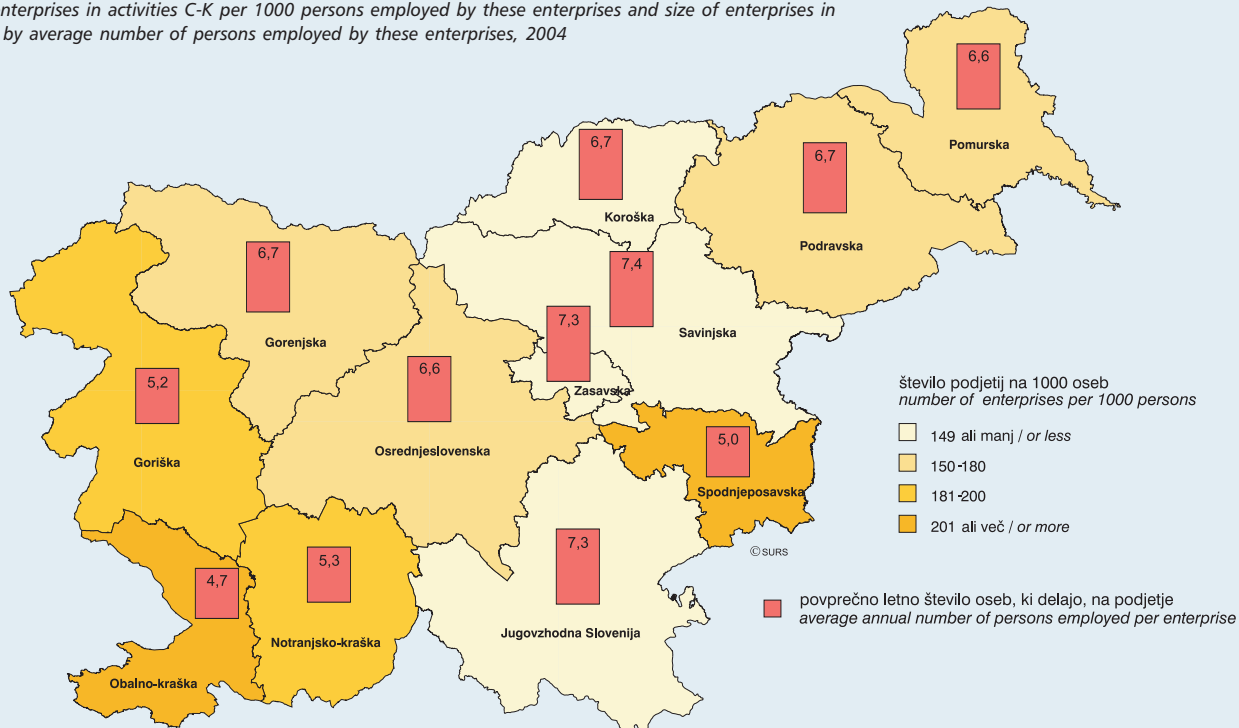 nterprises in activities C-K per 1000 persons employed by these enterprises and size of enterprises in
by average number of persons employed by these enterprises, 2004
6,6
Pomurska
6,7
Koroška
6,7
Podravska
6,7
Gorenjska
7,4
Savinjska
7,3
Zasavska
5,2
Goriška
6,6
Osrednjeslovenska
5,0
Spodnjeposavska
4,7
Obalno-kraška
5,3
Notranjsko-kraška
7,3
Jugovzhodna Slovenija
število podjetij na 1000 oseb
number of enterprises per 1000 persons
149 ali manj / or less
150-180
181-200
201 ali več / or more
© SURS
povprečno letno število oseb, ki delajo, na podjetje
average annual number of persons employed per enterprise